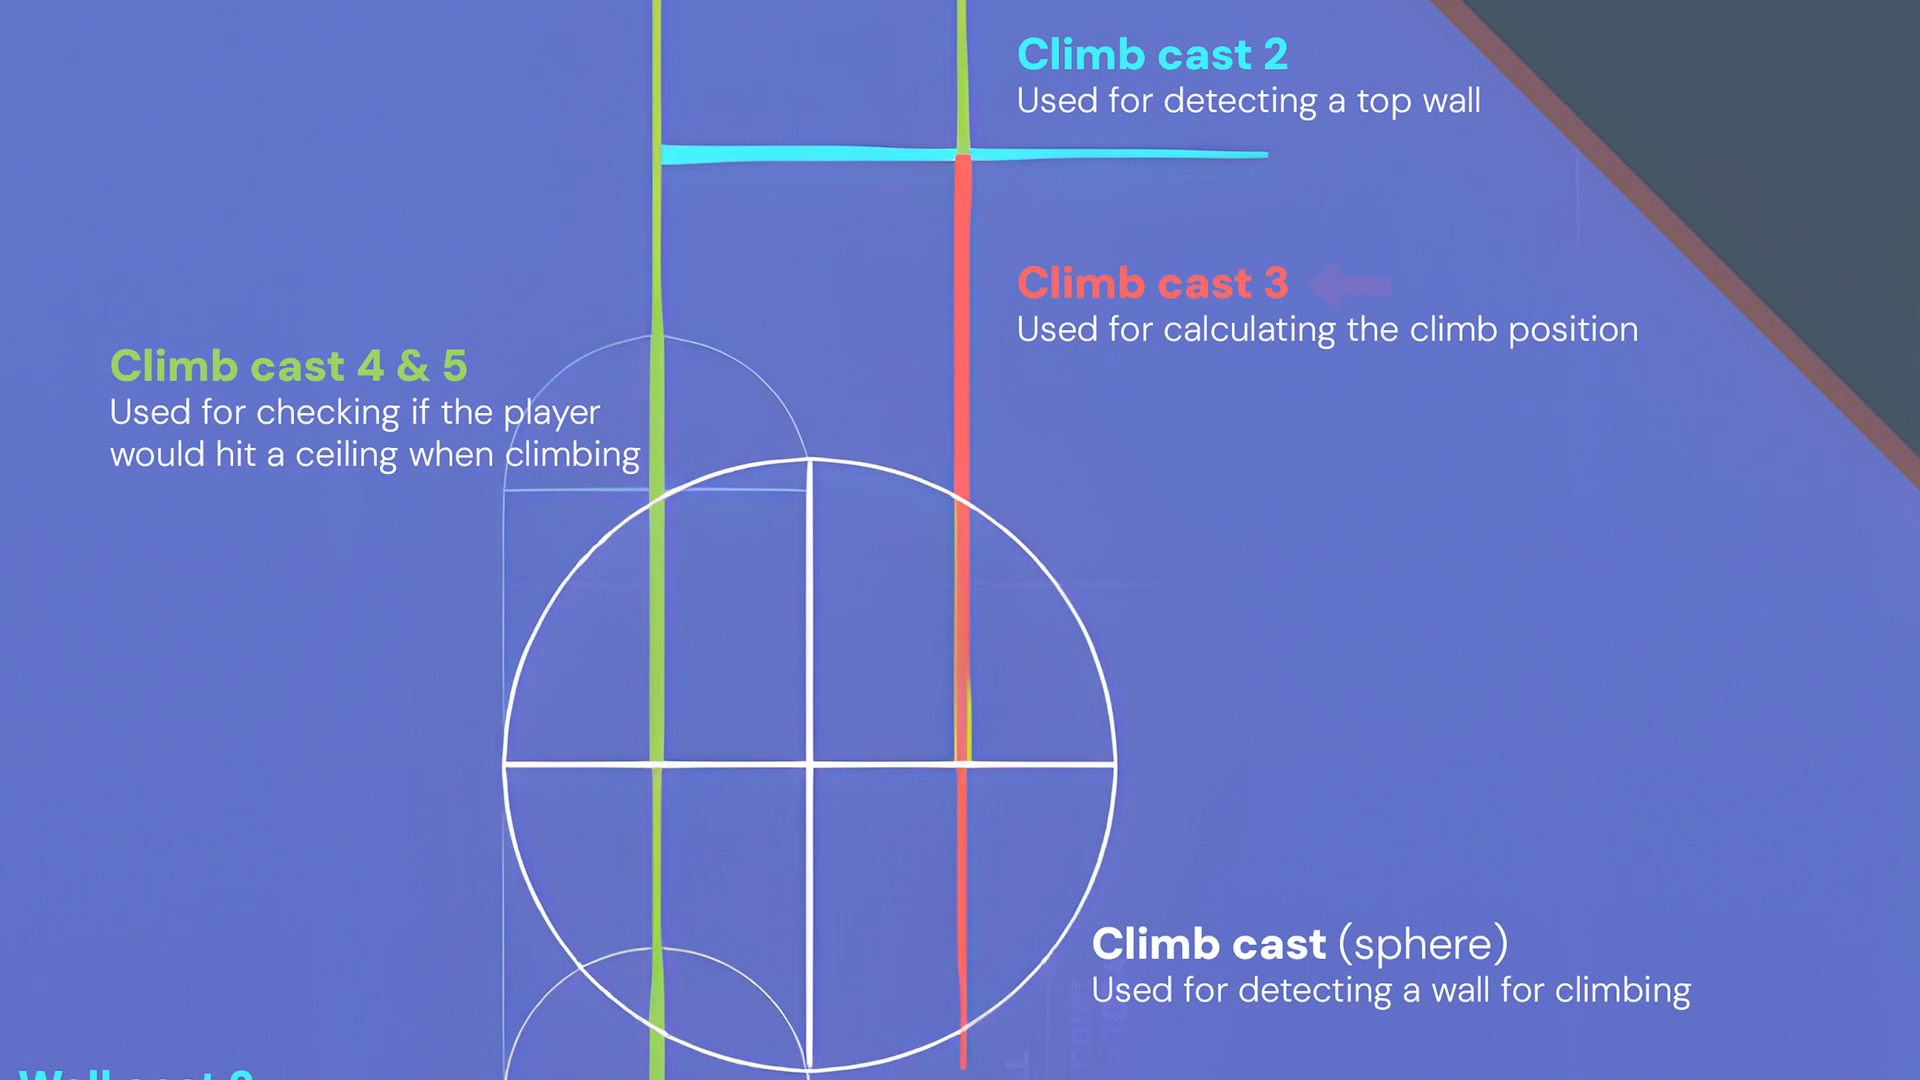 Climb cast 2
Used for detecting a top wall
Climb cast 3
Used for calculating the climb position
Climb cast 4 & 5
Used for checking if the player
would hit a ceiling when climbing
Climb cast (sphere)
Used for detecting a wall for climbing